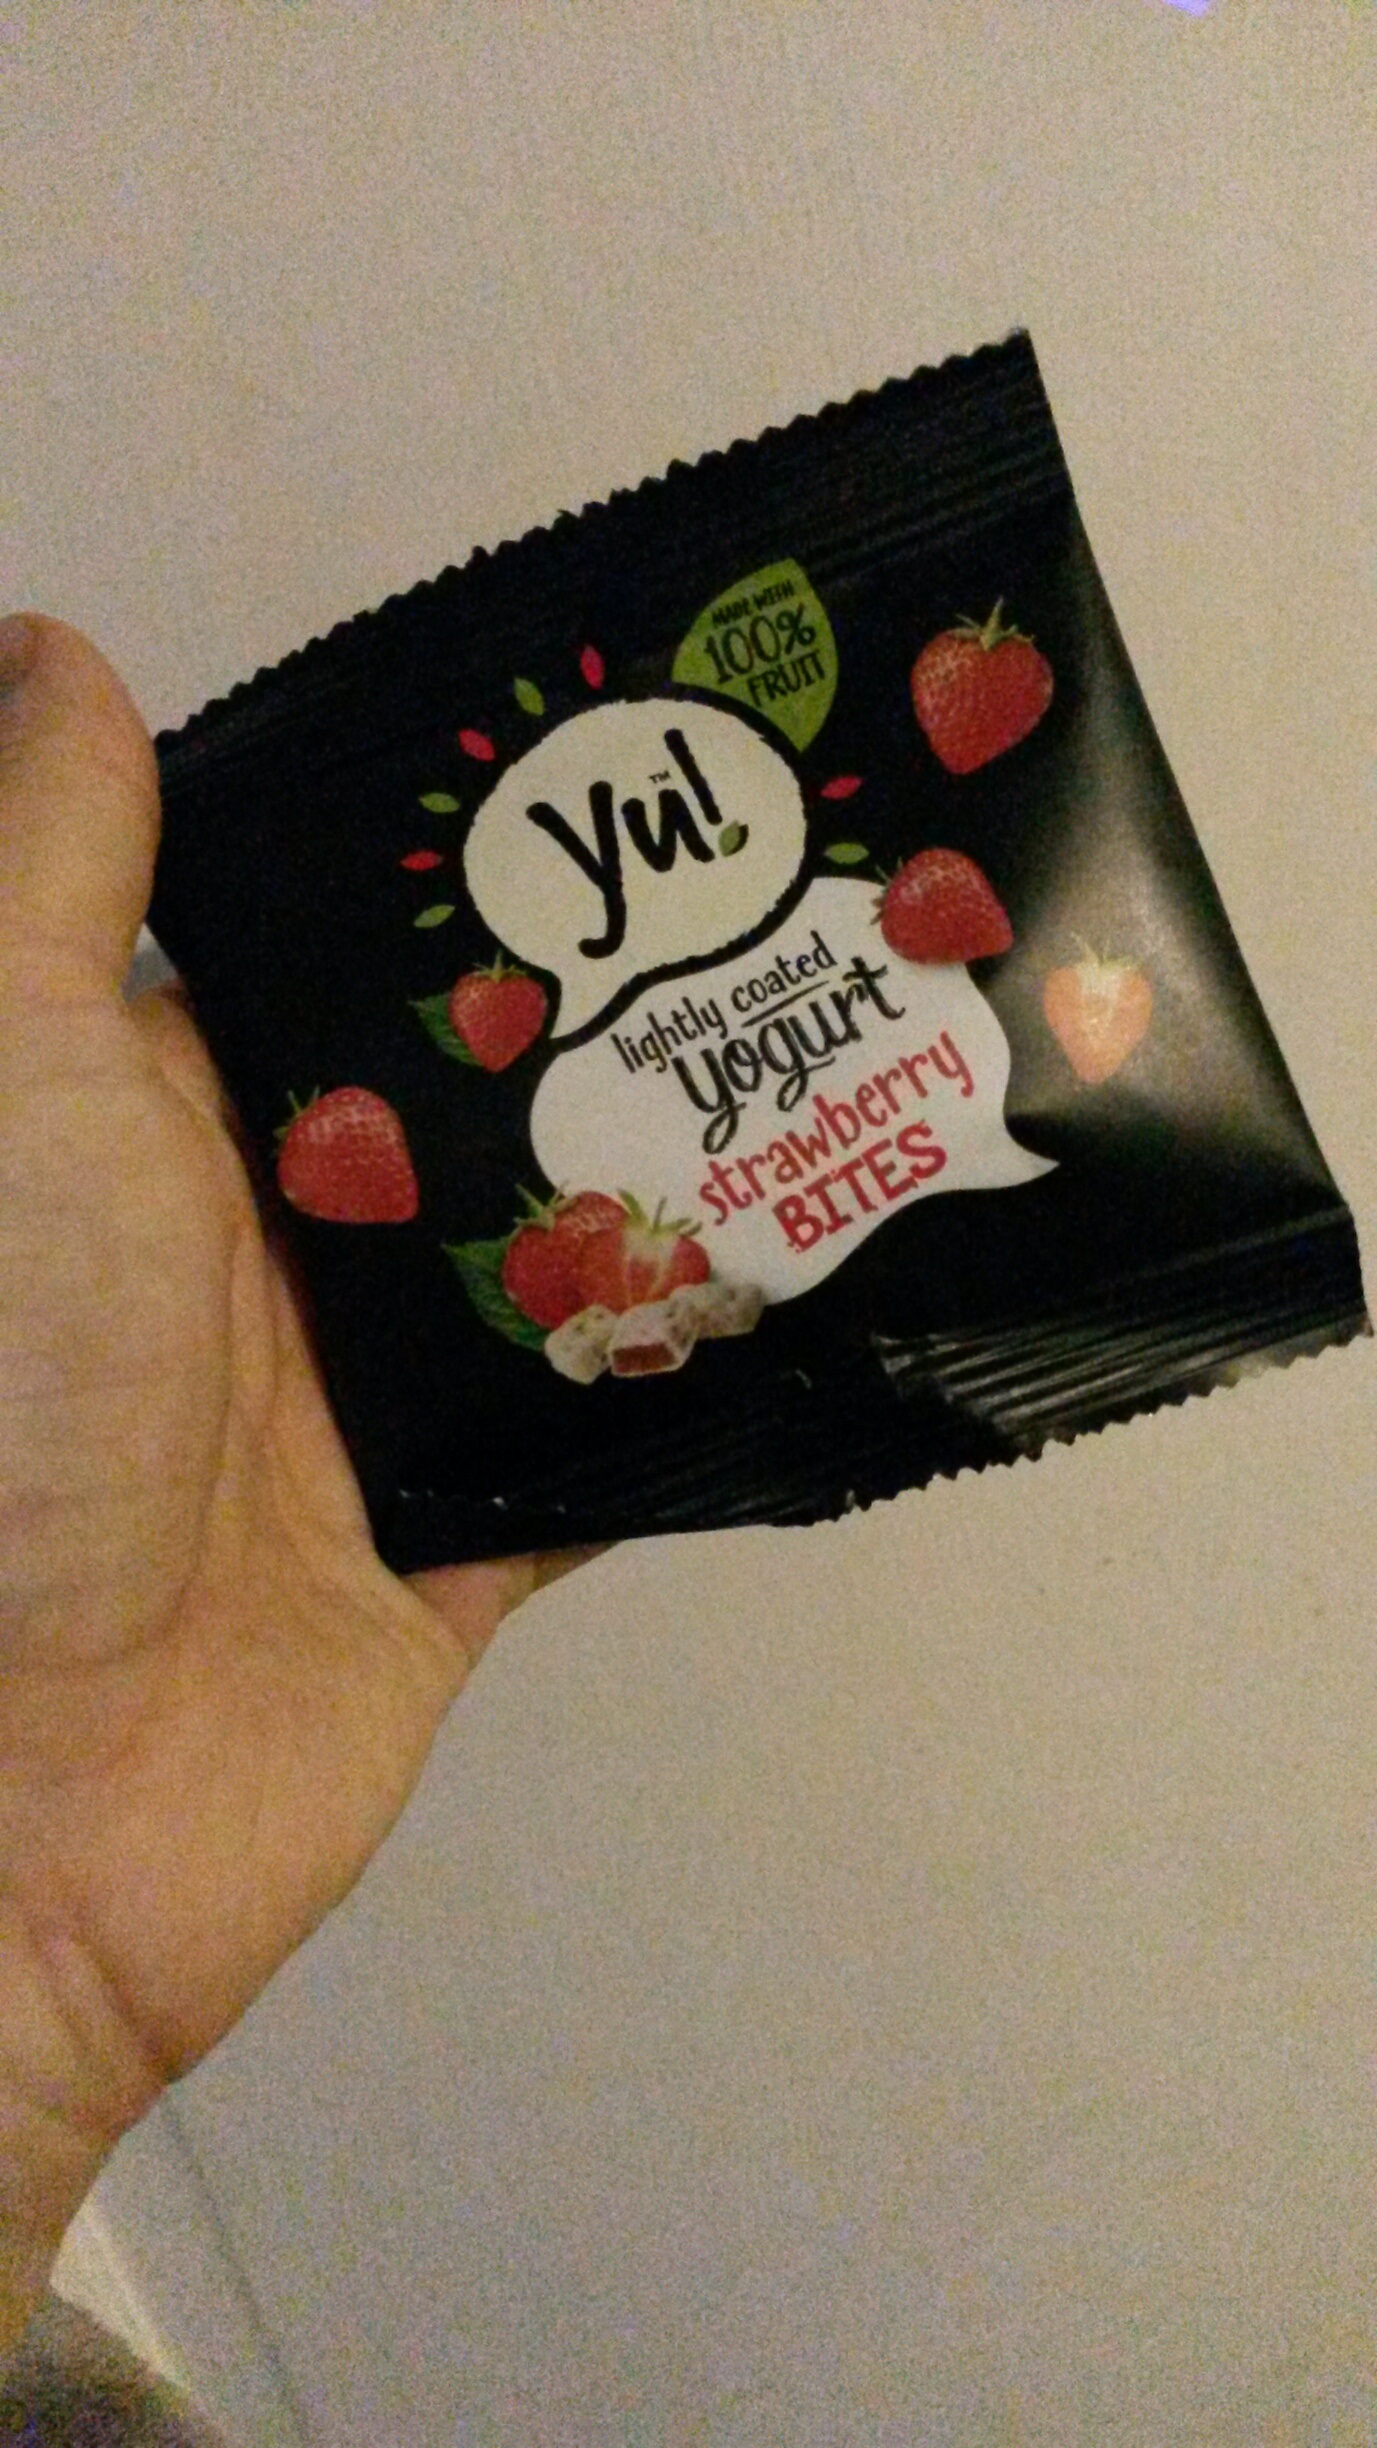 MADE WITH
100%
FRUIT
yu!
TM
lightly coated
yogurt
strawberry
BITES